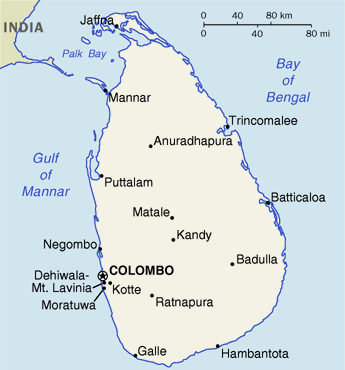 Jaffna
0 40 80 km
0 40 80 mi
INDIA
Palk Bay
Bay
of
Bengal
Mannar
Trincomalee
Anuradhapura
Gulf
of
Mannar
Puttalam
Batticaloa
Matale
Kandy
Negombo
Badulla
COLOMBO
Dehiwala-
Mt. Lavinia
Kotte
Moratuwa
Ratnapura
Galle
Hambantota